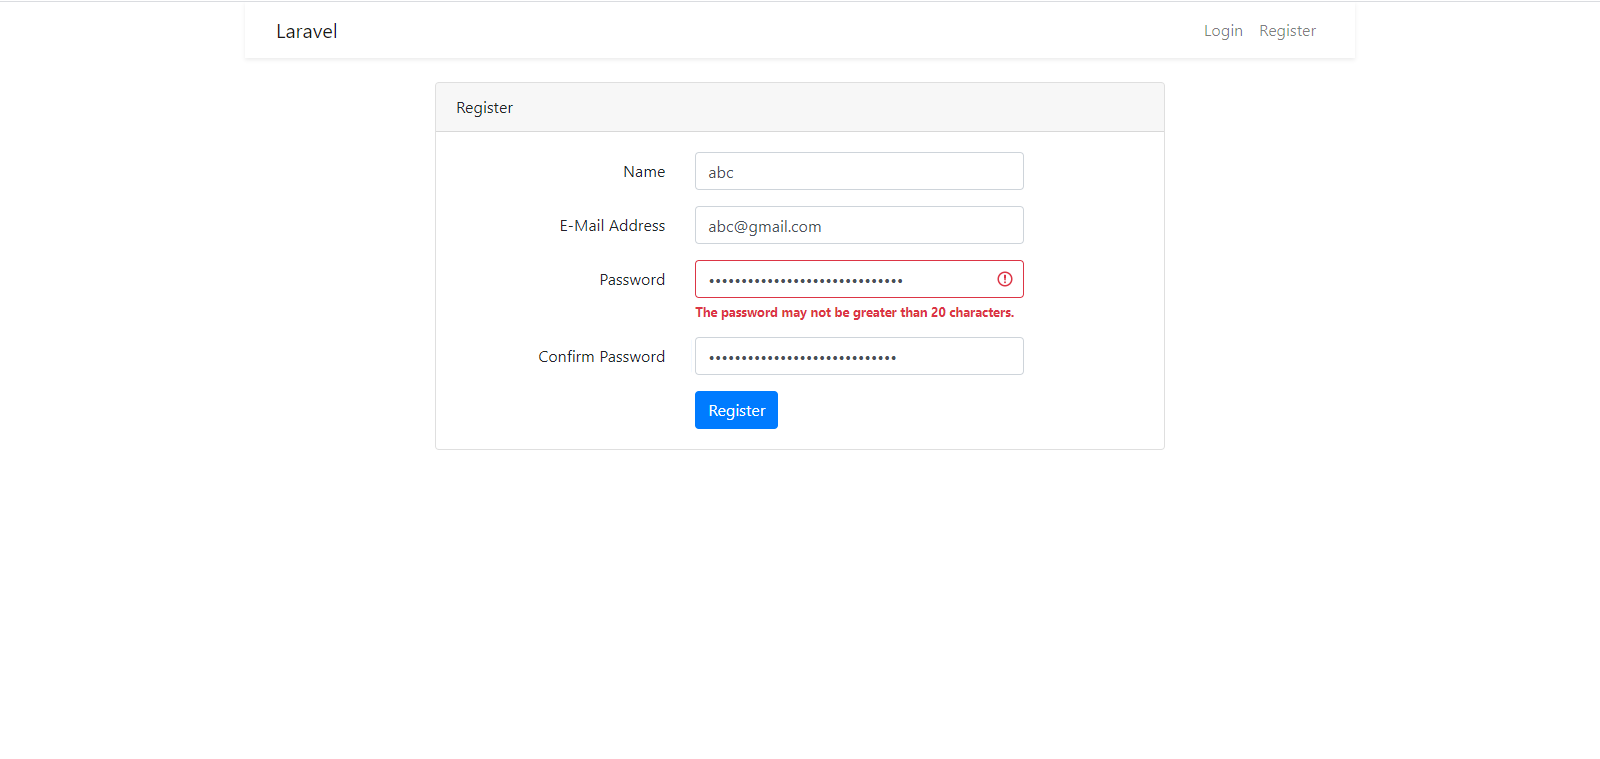 Laravel
Login Register
Register
Name abc
E-Mail Address abc@gmail.com
Password ••••••••••••••••••••••••••••••
The password may not be greater than 20 characters.
Confirm Password •••••••••••••••••••••••••••••
Register